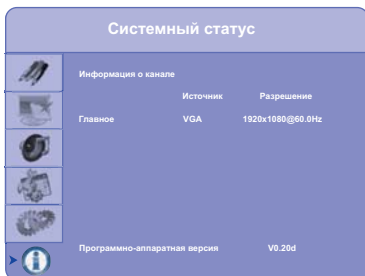 Системный статус
Информация о канале
Источник Разрешение
Главное VGA 1920x1080@60.0Hz
Программно-аппаратная версия V0.20d